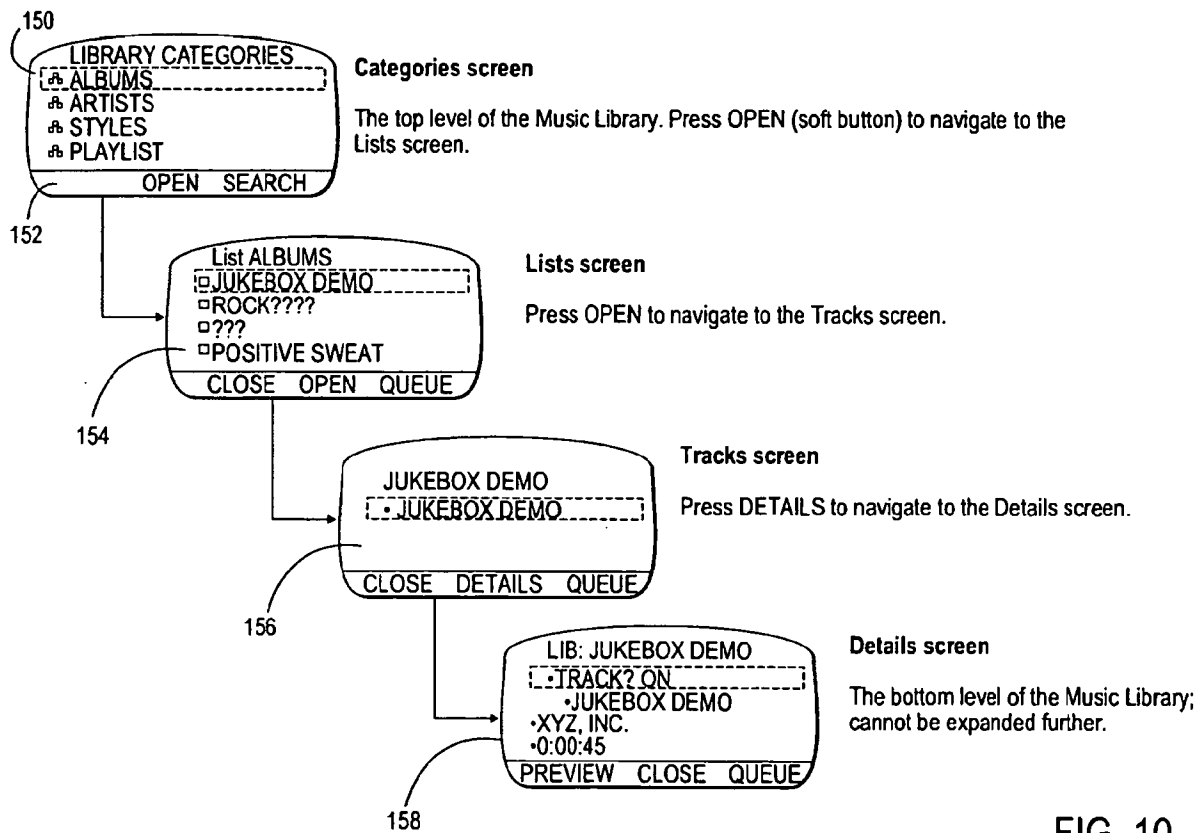 150
LIBRARY CATEGORIES
ALBUMS
ARTISTS
STYLES
PLAYLIST
OPEN SEARCH
152
Categories screen
The top level of the Music Library. Press OPEN (soft button) to navigate to the
Lists screen.
List ALBUMS
JUKEBOX DEMO
ROCK????
???
POSITIVE SWEAT
CLOSE OPEN QUEUE
154
Lists screen
Press OPEN to navigate to the Tracks screen.
JUKEBOX DEMO
• JUKEBOX DEMO
CLOSE DETAILS QUEUE
156
Tracks screen
Press DETAILS to navigate to the Details screen.
LIB: JUKEBOX DEMO
•TRACK? ON
•JUKEBOX DEMO
•XYZ, INC.
•0:00:45
PREVIEW CLOSE QUEUE
158
Details screen
The bottom level of the Music Library;
cannot be expanded further.
FIG. 10